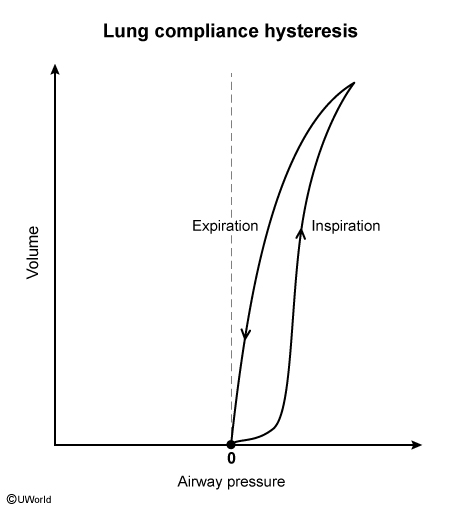 Lung compliance hysteresis
Volume
Expiration
Inspiration
0
Airway pressure
©UWorld